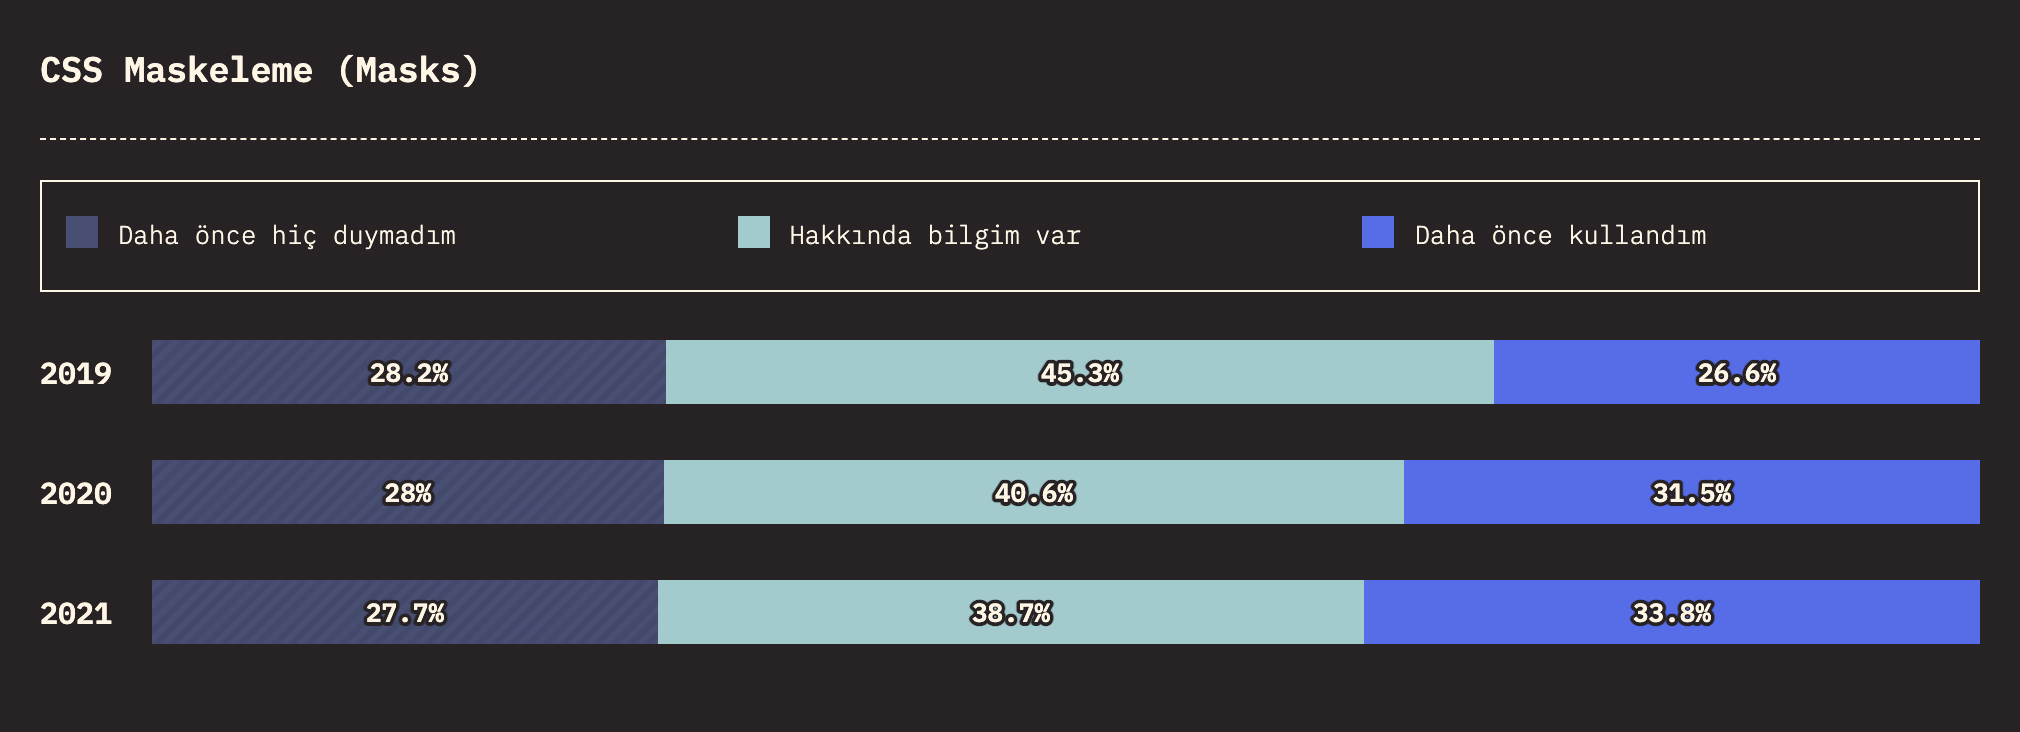 CSS Maskeleme (Masks)
Daha önce hiç duymadım Hakkında bilgim var Daha önce kullandım
2019 28.2% 45.3% 26.6%
2020 28% 40.6% 31.5%
2021 27.7% 38.7% 33.8%